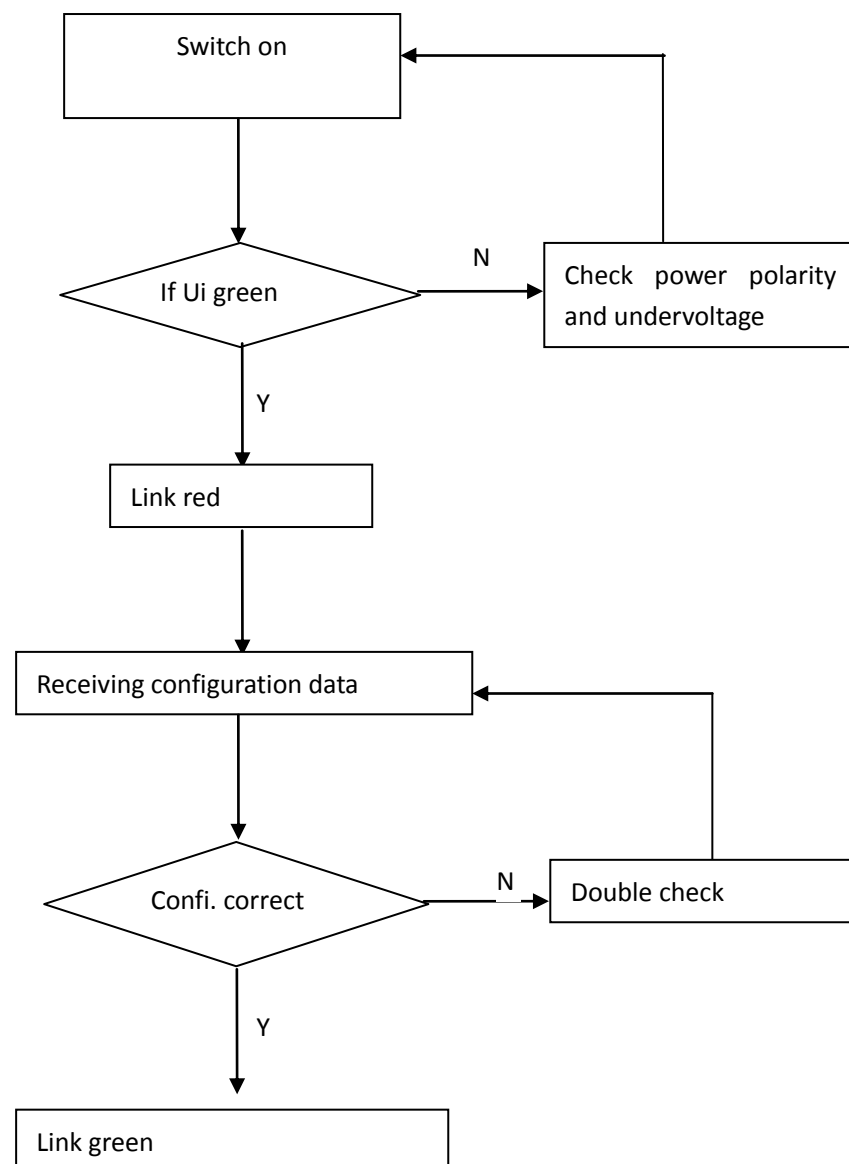 Switch on
If Ui green
N
Check power polarity
and undervoltage
Y
Link red
Receiving configuration data
Confi. correct
N
Double check
Y
Link green